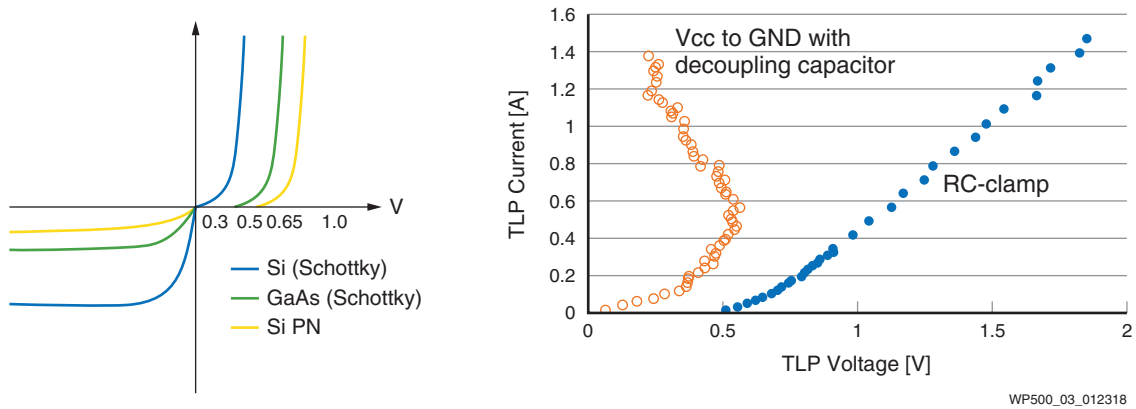 V
0.3 0.5 0.65 1.0
Si (Schottky)
GaAs (Schottky)
Si PN
1.6
1.4
1.2
1
0.8
0.6
0.4
0.2
0
TLP Current [A]
Vcc to GND with
decoupling capacitor
RC-clamp
0 0.5 1 1.5 2
TLP Voltage [V]
WP500_03_012318